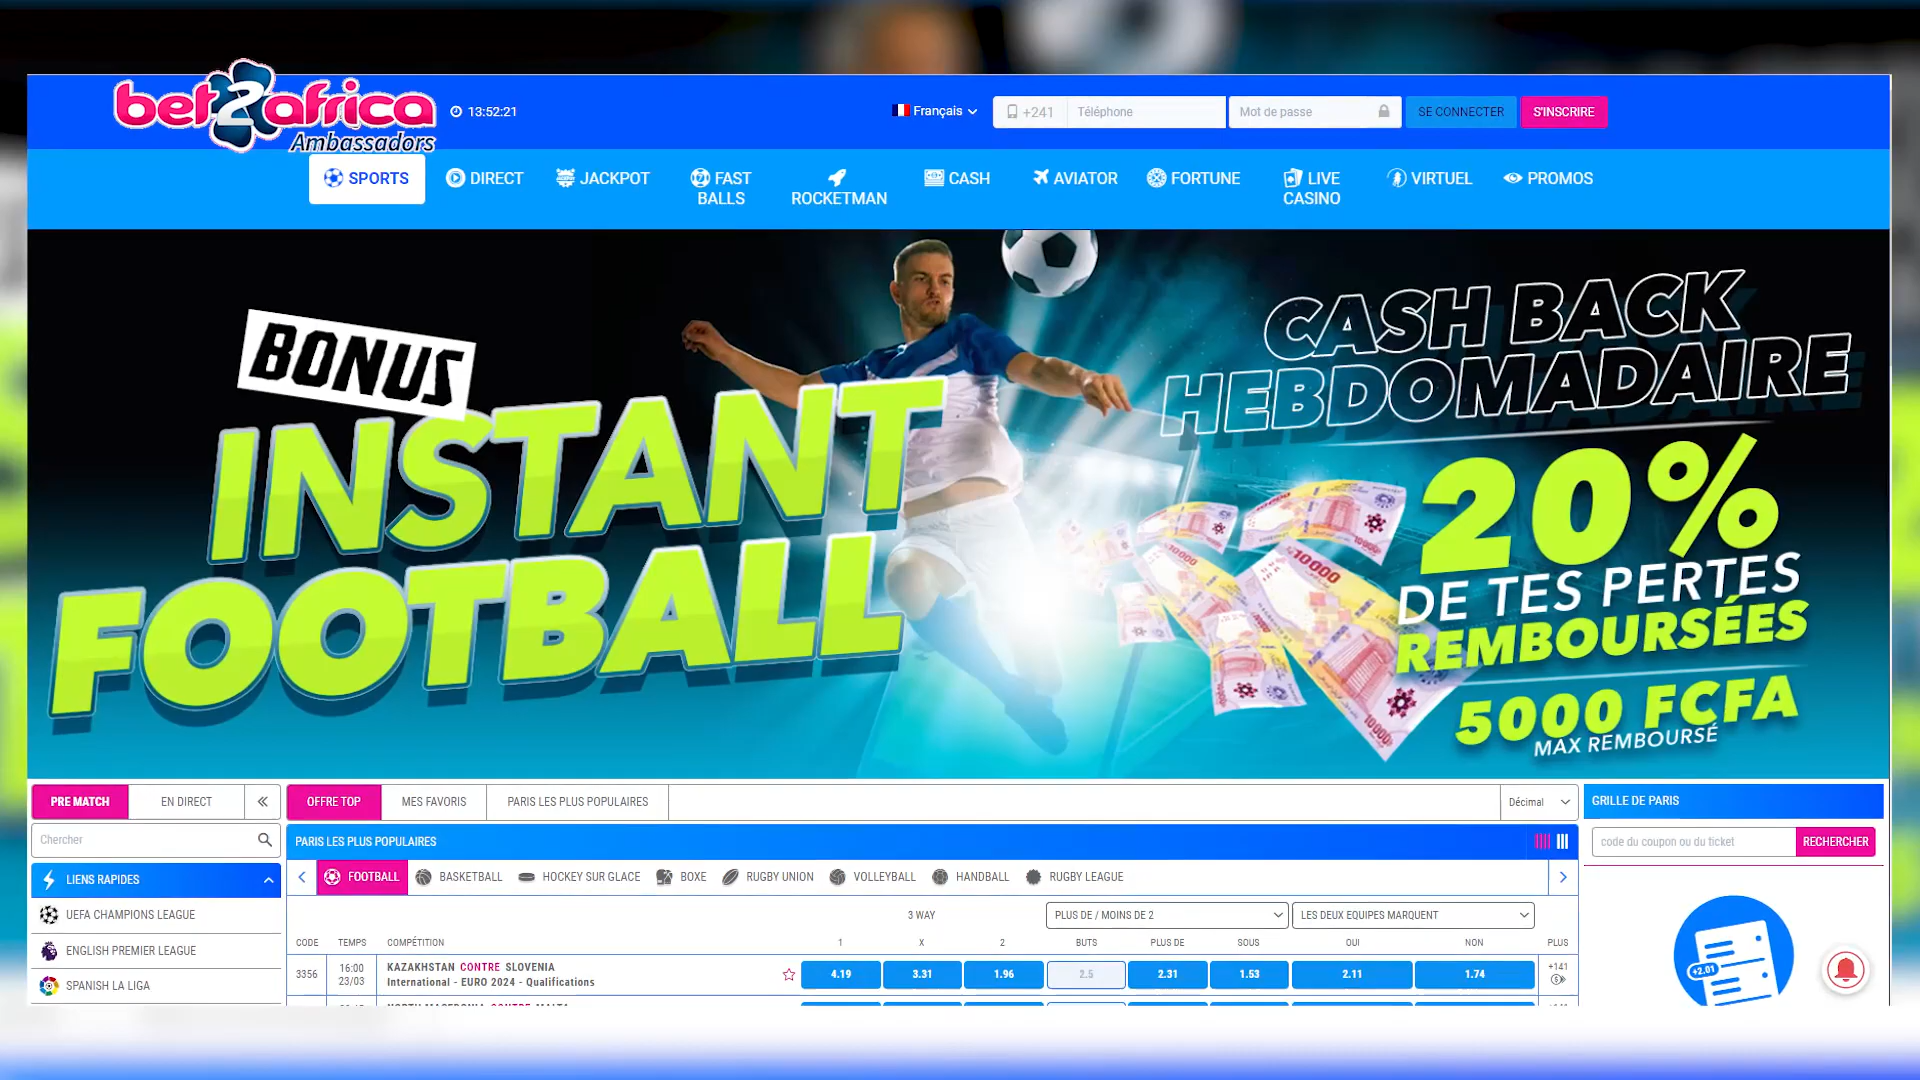 bet2africa
Ambassadors
13:52:21
Français
+241
Téléphone
Mot de passe
SE CONNECTER
S'INSCRIRE
SPORTS
DIRECT
JACKPOT
FAST BALLS
ROCKETMAN
CASH
AVIATOR
FORTUNE
LIVE CASINO
VIRTUEL
PROMOS
BONUS
INSTANT
FOOTBALL
CASH BACK
HEBDOMADAIRE
20%
DE TES PERTES
REMBOURSÉES
5000 FCFA
MAX REMBOURSÉ
10000
10000
10000
PRE MATCH
EN DIRECT
OFFRE TOP
MES FAVORIS
PARIS LES PLUS POPULAIRES
Décimal
GRILLE DE PARIS
Chercher
PARIS LES PLUS POPULAIRES
code du coupon ou du ticket
RECHERCHER
LIENS RAPIDES
FOOTBALL
BASKETBALL
HOCKEY SUR GLACE
BOXE
RUGBY UNION
VOLLEYBALL
HANDBALL
RUGBY LEAGUE
UEFA CHAMPIONS LEAGUE
3 WAY
PLUS DE / MOINS DE 2
LES DEUX EQUIPES MARQUENT
ENGLISH PREMIER LEAGUE
CODE
TEMPS
COMPÉTITION
1
X
2
BUTS
PLUS DE
SOUS
OUI
NON
PLUS
SPANISH LA LIGA
3356
16:00
23/03
KAZAKHSTAN CONTRE SLOVENIA
International - EURO 2024 - Qualifications
4.19
3.31
1.96
2.5
2.31
1.53
2.11
1.74
+141
+2.01